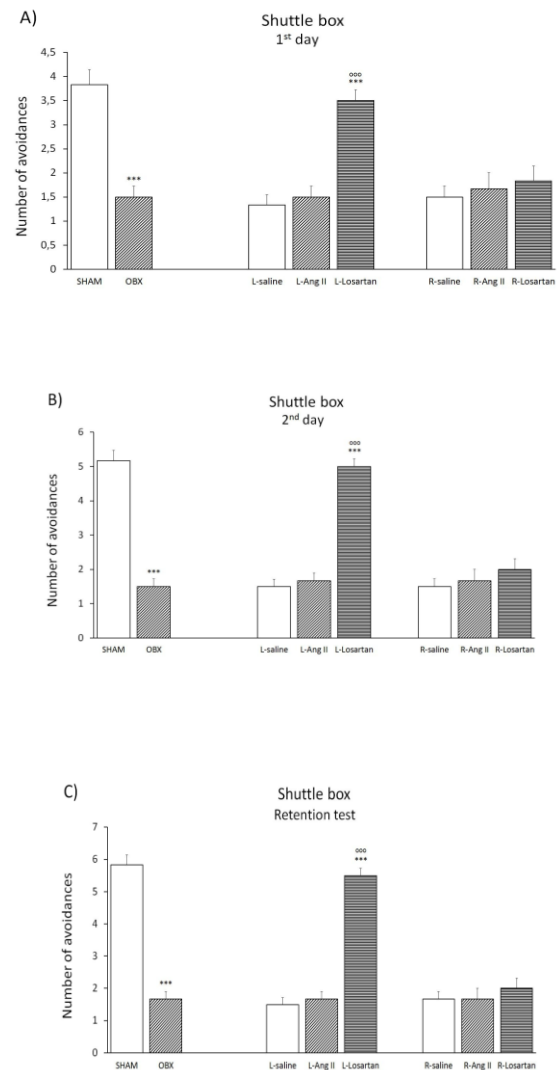 A)
Shuttle box
1st day
Number of avoidances
4,5
4
3,5
3
2,5
2
1,5
1
0,5
0
***
°°°
***
SHAM OBX L-saline L-Ang II L-Losartan R-saline R-Ang II R-Losartan
B)
Shuttle box
2nd day
Number of avoidances
6
5
4
3
2
1
0
***
°°°
***
SHAM OBX L-saline L-Ang II L-Losartan R-saline R-Ang II R-Losartan
C)
Shuttle box
Retention test
Number of avoidances
7
6
5
4
3
2
1
0
***
°°°
***
SHAM OBX L-saline L-Ang II L-Losartan R-saline R-Ang II R-Losartan